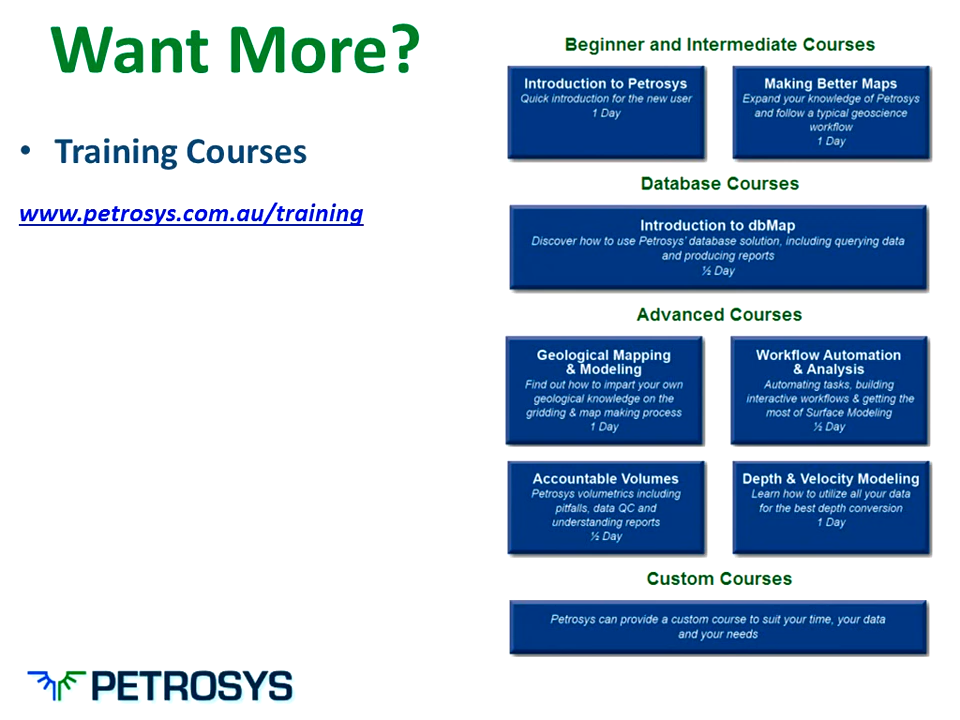 Want More?
• Training Courses
www.petrosys.com.au/training
Beginner and Intermediate Courses
Introduction to Petrosys
Quick introduction for the new user
1 Day
Making Better Maps
Expand your knowledge of Petrosys
and follow a typical geoscience
workflow
1 Day
Database Courses
Introduction to dbMap
Discover how to use Petrosys' database solution, including querying data
and producing reports
½ Day
Advanced Courses
Geological Mapping
& Modeling
Find out how to impart your own
geological knowledge on the
gridding & map making process
1 Day
Workflow Automation
& Analysis
Automating tasks, building
interactive workflows & getting the
most of Surface Modeling
½ Day
Accountable Volumes
Petrosys volumetrics including
pitfalls, data QC and
understanding reports
½ Day
Depth & Velocity Modeling
Learn how to utilize all your data
for the best depth conversion
1 Day
Custom Courses
Petrosys can provide a custom course to suit your time, your data
and your needs
PETROSYS